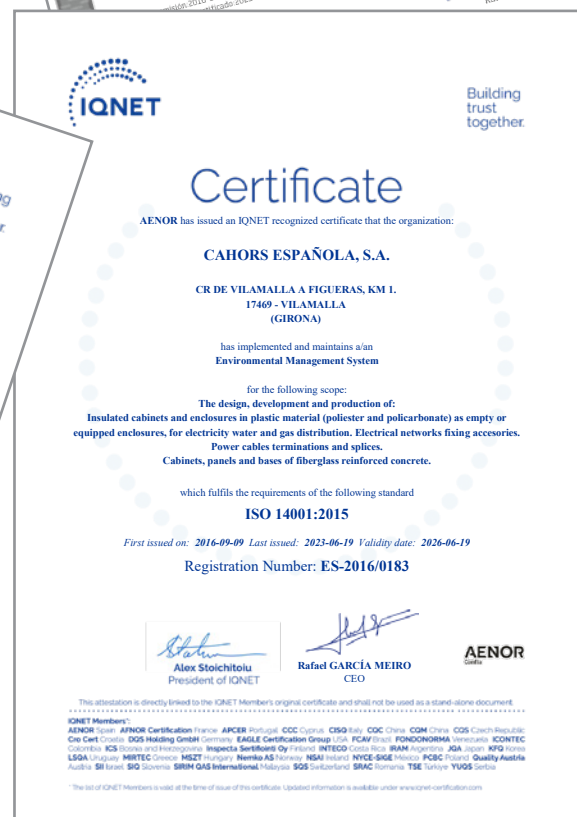 IQNET
Building
trust
together.
Certificate
AENOR has issued an IQNET recognized certificate that the organization:
CAHORS ESPAÑOLA, S.A.
CR DE VILAMALLA A FIGUERAS, KM 1.
17469 - VILAMALLA
(GIRONA)
has implemented and maintains a/an
Environmental Management System
for the following scope:
The design, development and production of:
Insulated cabinets and enclosures in plastic material (poliester and policarbonate) as empty or
equipped enclosures, for electricity water and gas distribution. Electrical networks fixing accesories.
Power cables terminations and splices.
Cabinets, panels and bases of fiberglass reinforced concrete.
which fulfils the requirements of the following standard
ISO 14001:2015
First issued on: 2016-09-09 Last issued: 2023-06-19 Validity date: 2026-06-19
Registration Number: ES-2016/0183
Alex Stoichitoiu
President of IQNET
Rafael GARCÍA MEIRO
CEO
AENOR
Confía
This attestation is directly linked to the IQNET Member's original certificate and shall not be used as a stand-alone document.
IQNET Members*:
AENOR Spain AFNOR Certification France APCER Portugal CCC Cyprus CISQ Italy CQC China CQM China CQS Czech Republic
Cro Cert Croatia DQS Holding GmbH Germany EAGLE Certification Group USA FCAV Brazil FONDONORMA Venezuela ICONTEC
Colombia ICS Bosnia and Herzegovina Inspecta Sertifiointi Oy Finland INTECO Costa Rica IRAM Argentina JQA Japan KFQ Korea
LSQA Uruguay MIRTEC Greece MSZT Hungary Nemko AS Norway NSAI Ireland NYCE-SIGE México PCBC Poland Quality Austria
Austria SII Israel SIQ Slovenia SIRIM QAS International Malaysia SQS Switzerland SRAC Romania TSE Türkiye YUQS Serbia
* The list of IQNET Members is valid at the time of issue of this certificate. Updated information is available under www.iqnet-certification.com